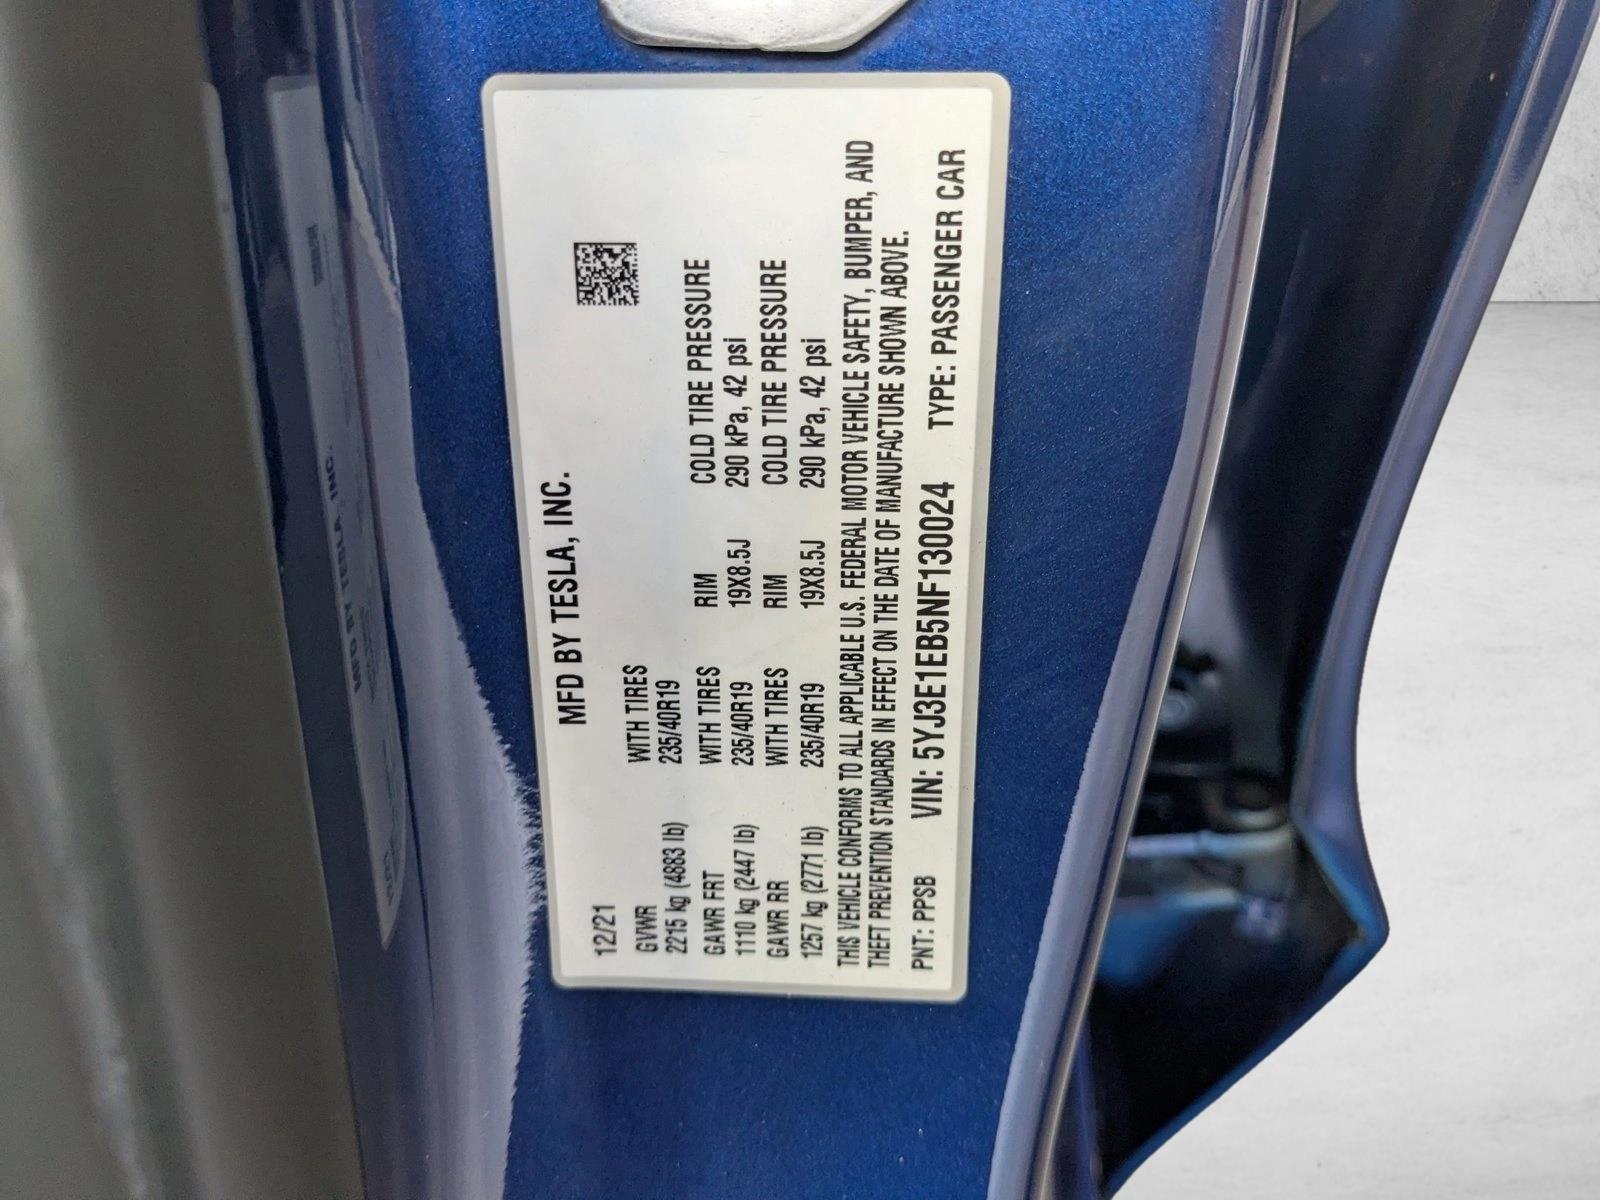 MFD BY TESLA, INC.
12/21
GVWR WITH TIRES
2215 kg (4883 lb) 235/40R19
GAWR FRT WITH TIRES RIM COLD TIRE PRESSURE
1110 kg (2447 lb) 235/40R19 19X8.5J 290 kPa, 42 psi
GAWR RR WITH TIRES RIM COLD TIRE PRESSURE
1257 kg (2771 lb) 235/40R19 19X8.5J 290 kPa, 42 psi
THIS VEHICLE CONFORMS TO ALL APPLICABLE U.S. FEDERAL MOTOR VEHICLE SAFETY, BUMPER, AND
THEFT PREVENTION STANDARDS IN EFFECT ON THE DATE OF MANUFACTURE SHOWN ABOVE.
PNT: PPSB VIN: 5YJ3E1EB5NF130024 TYPE: PASSENGER CAR
MFD BY TESLA, INC.